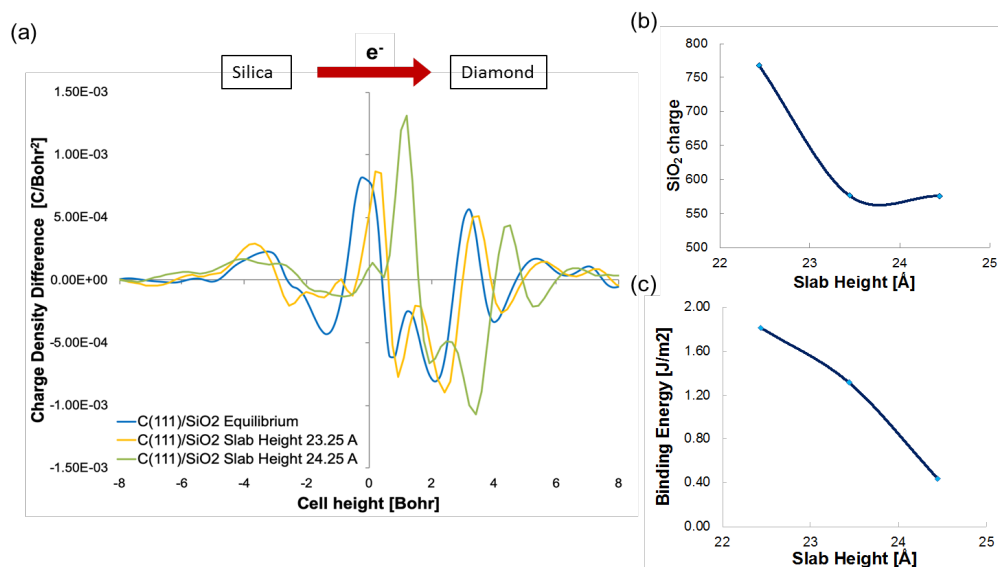 (a)
e-
Silica
Diamond
Charge Density Difference [C/Bohr²]
1.50E-03
1.00E-03
5.00E-04
0.00E+00
-5.00E-04
-1.00E-03
-1.50E-03
C(111)/SiO2 Equilibrium
C(111)/SiO2 Slab Height 23.25 A
C(111)/SiO2 Slab Height 24.25 A
-8 -6 -4 -2 0 2 4 6 8
Cell height [Bohr]
(b)
SiO₂ charge
800
750
700
650
600
550
500
22 23 24 25
Slab Height [Å]
(c)
Binding Energy [J/m2]
2.00
1.60
1.20
0.80
0.40
0.00
22 23 24 25
Slab Height [Å]